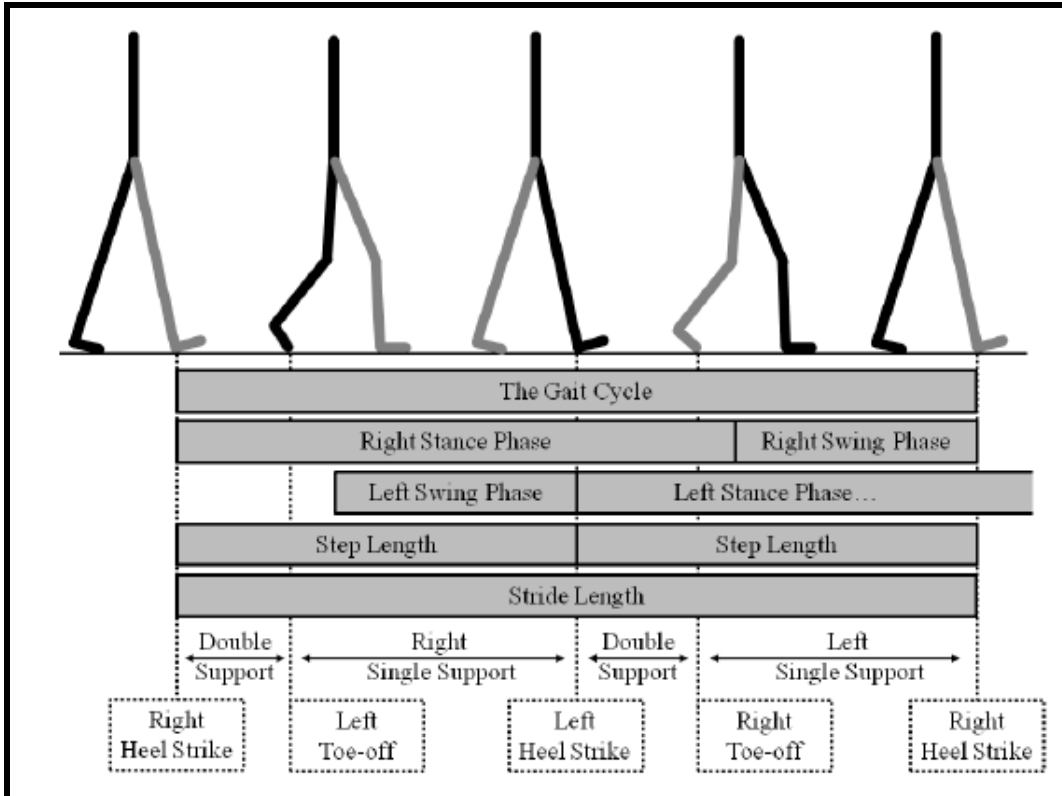 The Gait Cycle
Right Stance Phase
Right Swing Phase
Left Swing Phase
Left Stance Phase...
Step Length
Step Length
Stride Length
Double
Support
Right
Single Support
Double
Support
Left
Single Support
Right
Heel Strike
Left
Toe-off
Left
Heel Strike
Right
Toe-off
Right
Heel Strike